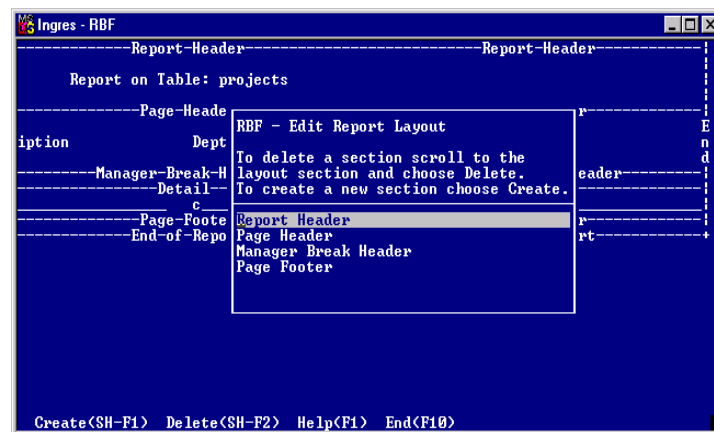 Ingres - RBF
-------------Report-Header---------------------------Report-Header------------
Report on Table: projects
--------------Page-Heade r------------
RBF - Edit Report Layout
iption Dept
To delete a section scroll to the
---------Manager-Break-H layout section and choose Delete. eader---------
----------------Detail-- To create a new section choose Create. ------------
c
--------------Page-Foote Report Header r------------
-------------End-of-Repo Page Header rt-----------+
Manager Break Header
Page Footer
End
Create(SH-F1) Delete(SH-F2) Help(F1) End(F10)